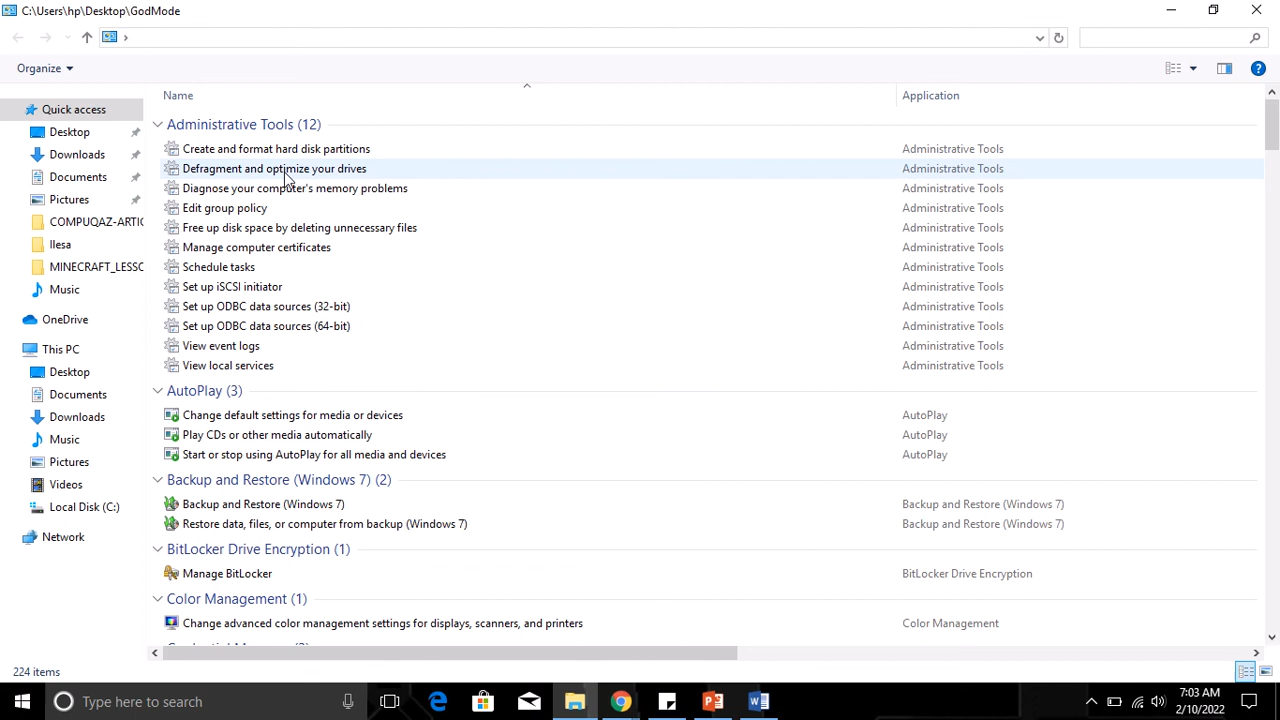 C:\Users\hp\Desktop\GodMode
Organize
Name
Application
Quick access
Desktop
Downloads
Documents
Pictures
COMPUQAZ-ARTIC
Ilesa
MINECRAFT_LESSC
Music
OneDrive
This PC
Desktop
Documents
Downloads
Music
Pictures
Videos
Local Disk (C:)
Network
Administrative Tools (12)
Create and format hard disk partitions Administrative Tools
Defragment and optimize your drives Administrative Tools
Diagnose your computer's memory problems Administrative Tools
Edit group policy Administrative Tools
Free up disk space by deleting unnecessary files Administrative Tools
Manage computer certificates Administrative Tools
Schedule tasks Administrative Tools
Set up iSCSI initiator Administrative Tools
Set up ODBC data sources (32-bit) Administrative Tools
Set up ODBC data sources (64-bit) Administrative Tools
View event logs Administrative Tools
View local services Administrative Tools
AutoPlay (3)
Change default settings for media or devices AutoPlay
Play CDs or other media automatically AutoPlay
Start or stop using AutoPlay for all media and devices AutoPlay
Backup and Restore (Windows 7) (2)
Backup and Restore (Windows 7) Backup and Restore (Windows 7)
Restore data, files, or computer from backup (Windows 7) Backup and Restore (Windows 7)
BitLocker Drive Encryption (1)
Manage BitLocker BitLocker Drive Encryption
Color Management (1)
Change advanced color management settings for displays, scanners, and printers Color Management
224 items
Type here to search
7:03 AM
2/10/2022